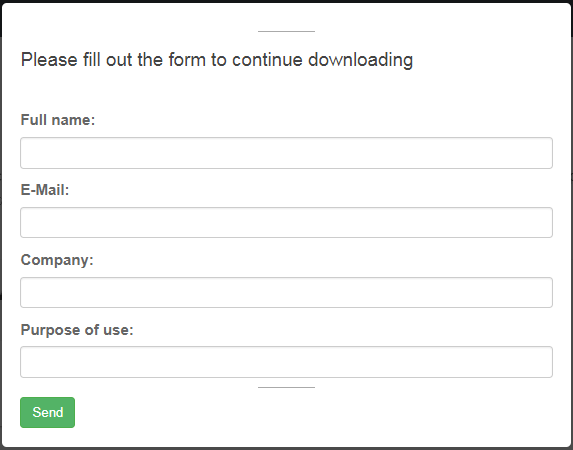 Please fill out the form to continue downloading
Full name:
E-Mail:
Company:
Purpose of use:
Send